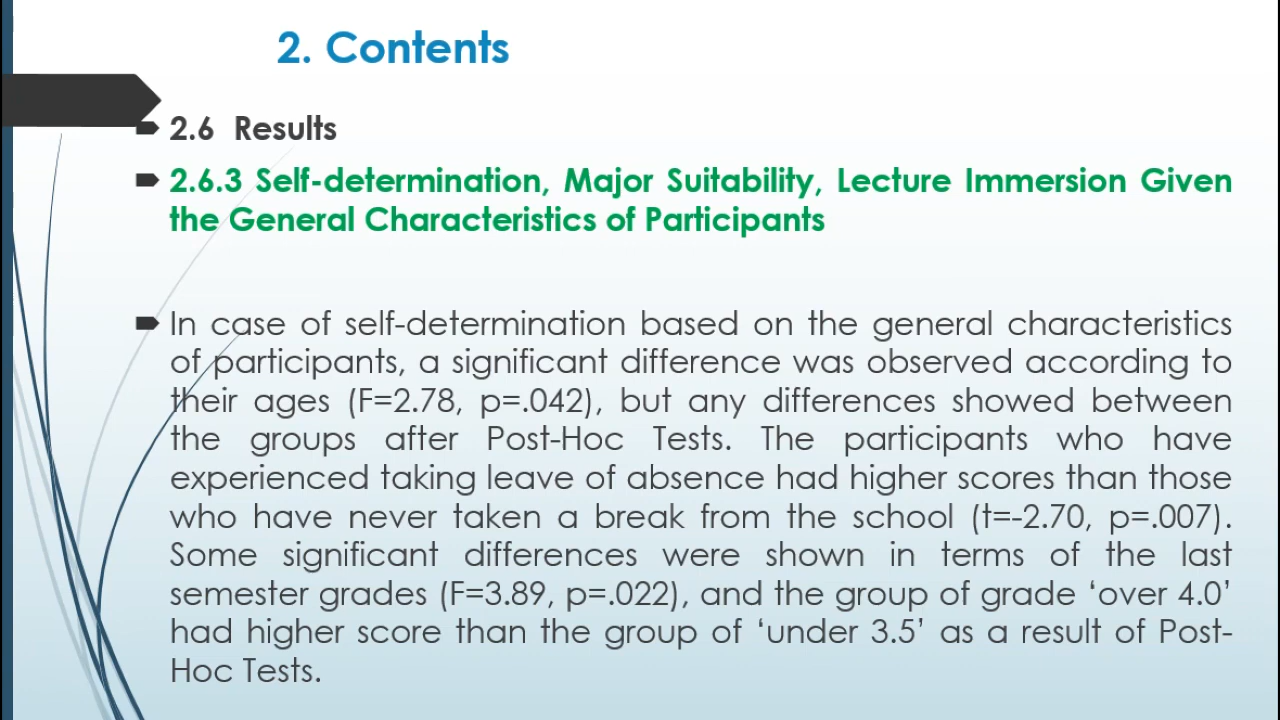 2. Contents
2.6 Results
2.6.3 Self-determination, Major Suitability, Lecture Immersion Given
the General Characteristics of Participants
In case of self-determination based on the general characteristics
of participants, a significant difference was observed according to
their ages (F=2.78, p=.042), but any differences showed between
the groups after Post-Hoc Tests. The participants who have
experienced taking leave of absence had higher scores than those
who have never taken a break from the school (t=-2.70, p=.007).
Some significant differences were shown in terms of the last
semester grades (F=3.89, p=.022), and the group of grade ‘over 4.0’
had higher score than the group of ‘under 3.5’ as a result of Post-
Hoc Tests.